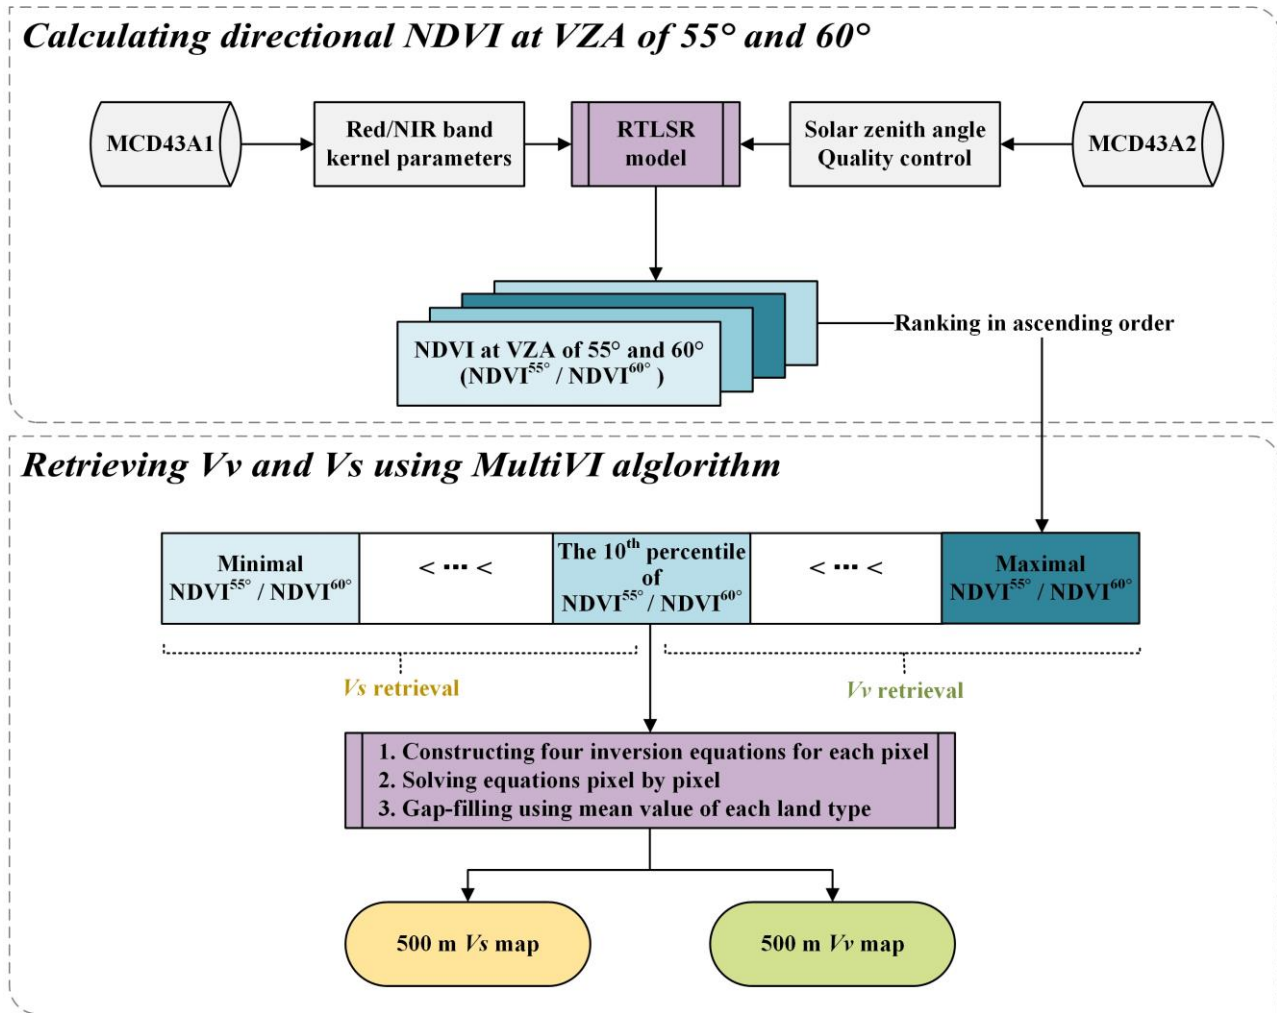 Calculating directional NDVI at VZA of 55° and 60°
MCD43A1
Red/NIR band
kernel parameters
RTLSR
model
Solar zenith angle
Quality control
MCD43A2
NDVI at VZA of 55° and 60°
(NDVI55° / NDVI60° )
Ranking in ascending order
Retrieving Vv and Vs using MultiVI alglorithm
Minimal
NDVI55° / NDVI60°
< ··· <
The 10th percentile
of
NDVI55° / NDVI60°
< ··· <
Maximal
NDVI55° / NDVI60°
Vs retrieval
Vv retrieval
1. Constructing four inversion equations for each pixel
2. Solving equations pixel by pixel
3. Gap-filling using mean value of each land type
500 m Vs map
500 m Vv map